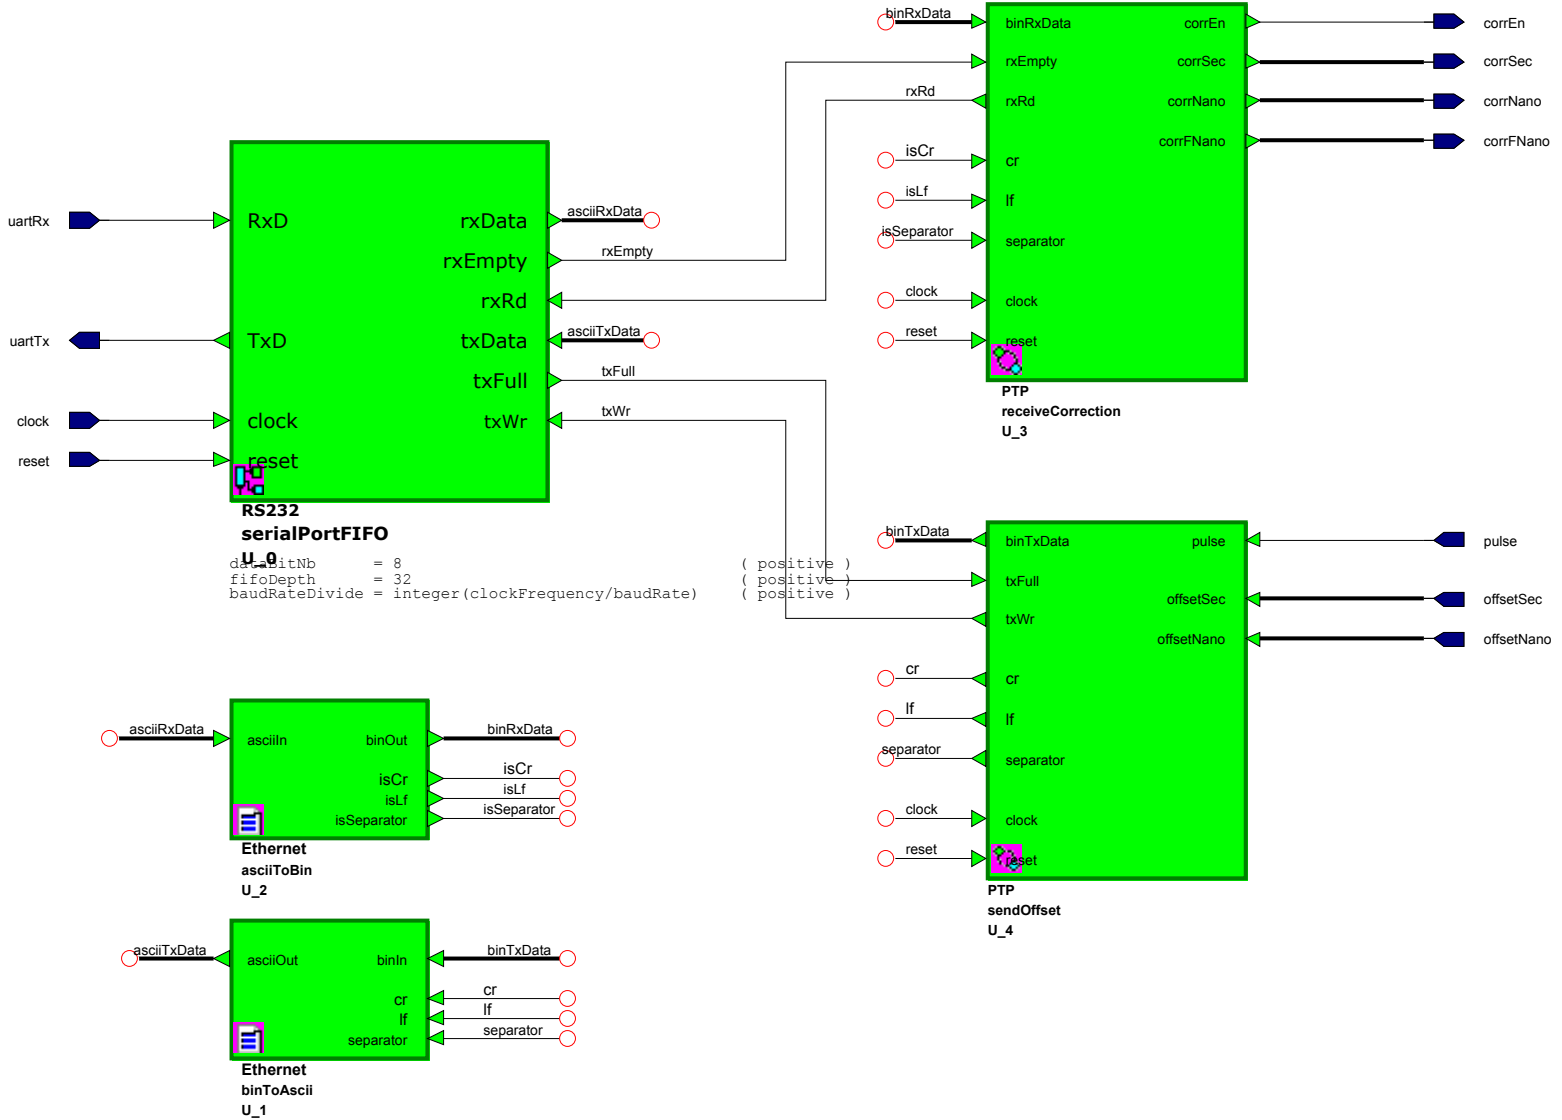 uartRx
uartTx
clock
reset
RxD
TxD
clock
reset
rxData
rxEmpty
rxRd
txData
txFull
txWr
RS232
serialPortFIFO
U_0
dataBitNb = 8 ( positive )
fifoDepth = 32 ( positive )
baudRateDivide = integer(clockFrequency/baudRate) ( positive )
asciiRxData
rxEmpty
asciiTxData
txFull
txWr
rxRd
binRxData
isCr
isLf
isSeparator
clock
reset
binRxData
rxEmpty
rxRd
cr
lf
separator
clock
reset
corrEn
corrSec
corrNano
corrFNano
PTP
receiveCorrection
U_3
corrEn
corrSec
corrNano
corrFNano
binTxData
cr
lf
separator
clock
reset
binTxData
txFull
txWr
cr
lf
separator
clock
reset
pulse
offsetSec
offsetNano
PTP
sendOffset
U_4
pulse
offsetSec
offsetNano
asciiRxData
asciiIn
binOut
isCr
isLf
isSeparator
binRxData
isCr
isLf
isSeparator
Ethernet
asciiToBin
U_2
asciiTxData
asciiOut
binIn
cr
lf
separator
binTxData
cr
lf
separator
Ethernet
binToAscii
U_1